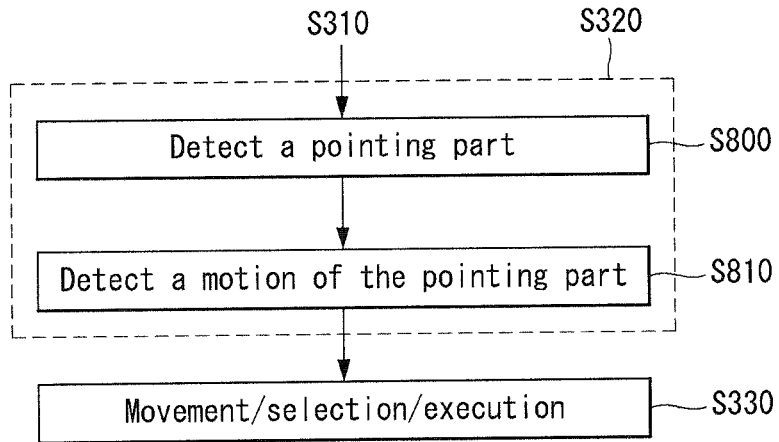 S310
S320
Detect a pointing part
S800
Detect a motion of the pointing part
S810
Movement/selection/execution
S330